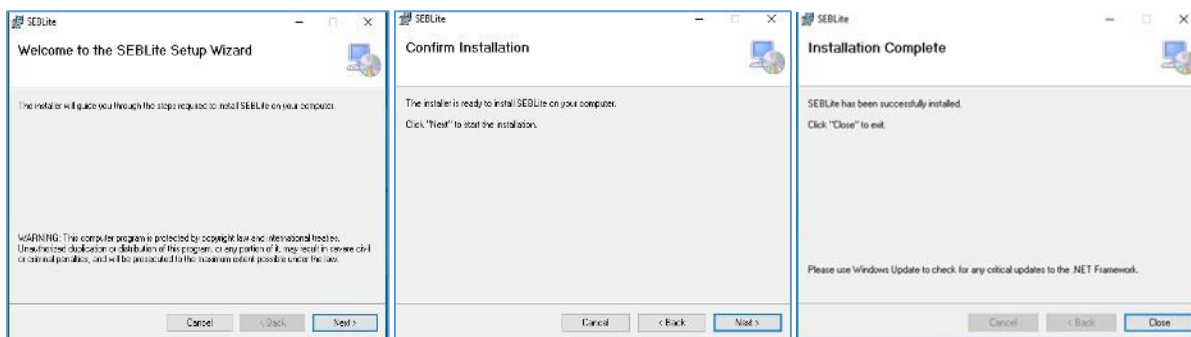 SEBLite
Welcome to the SEBLite Setup Wizard
The installer will guide you through the steps required to install SEBLite on your computer.
WARNING: This computer program is protected by copyright law and international treaties.
Unauthorized duplication or distribution of this program, or any portion of it, may result in severe civil
or criminal penalties, and will be prosecuted to the maximum extent possible under the law.
Cancel
< Back
Next >
SEBLite
Confirm Installation
The installer is ready to install SEBLite on your computer.
Click "Next" to start the installation.
Cancel
< Back
Next >
SEBLite
Installation Complete
SEBLite has been successfully installed.
Click "Close" to exit.
Please use Windows Update to check for any critical updates to the .NET Framework.
Cancel
< Back
Close